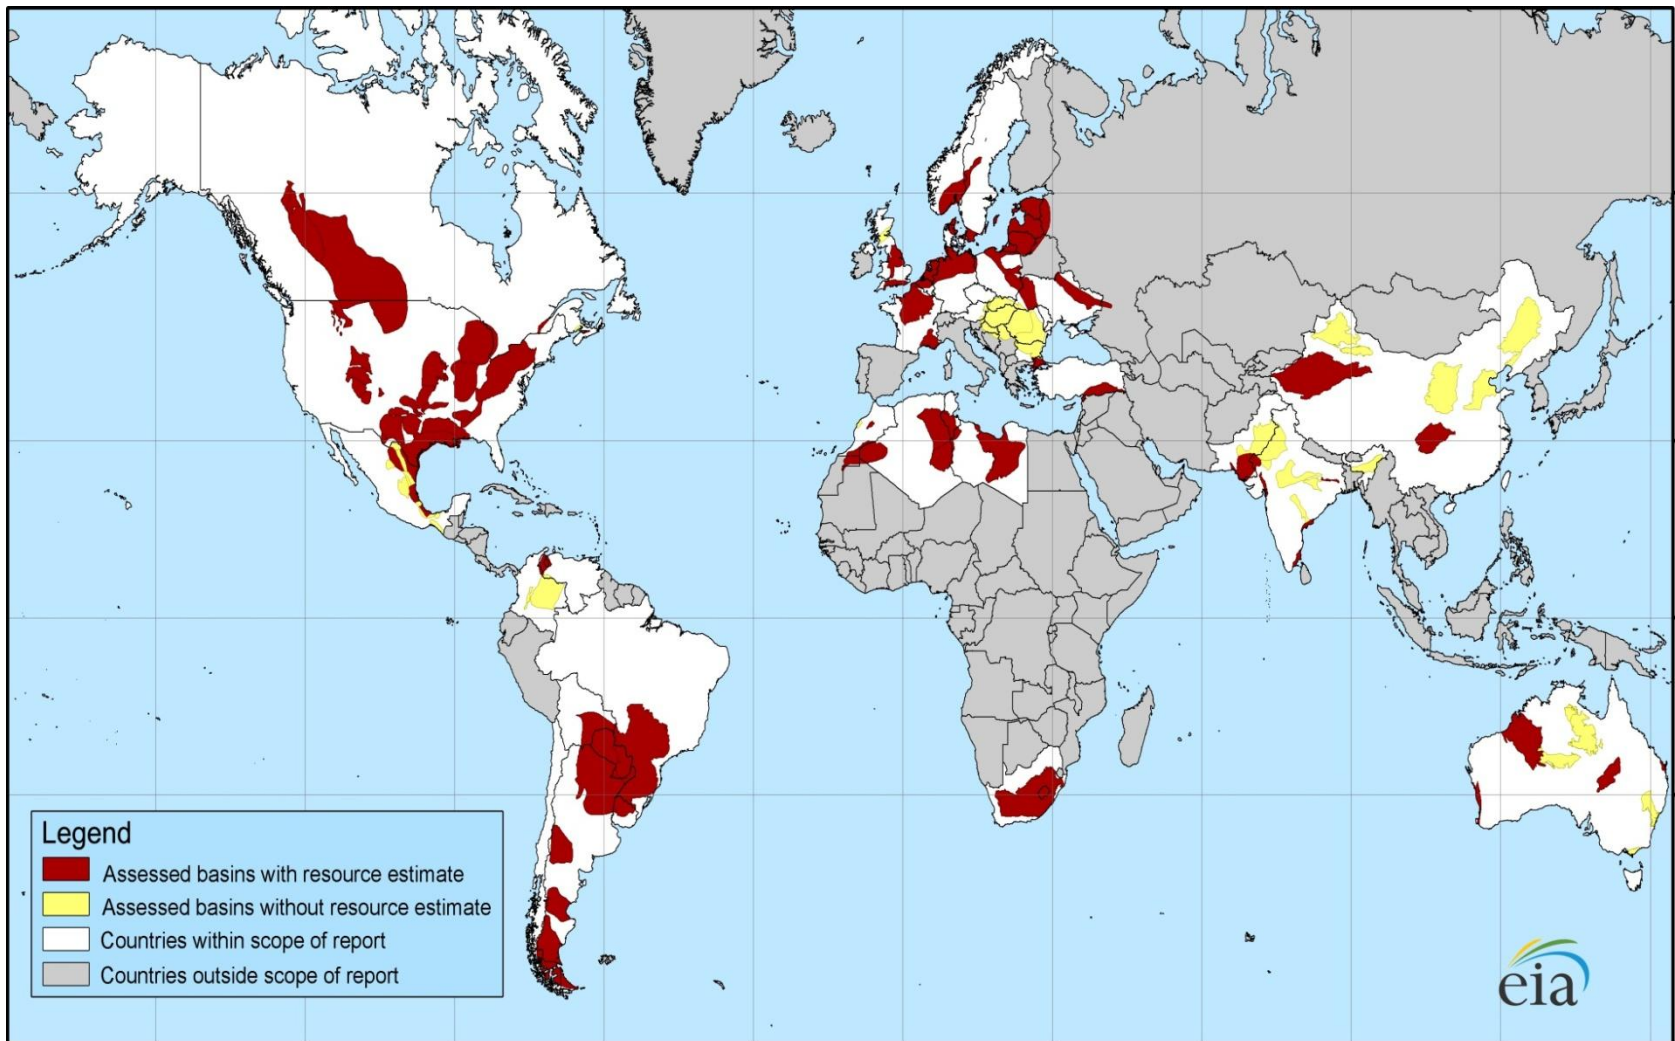 Legend
Assessed basins with resource estimate
Assessed basins without resource estimate
Countries within scope of report
Countries outside scope of report
eia